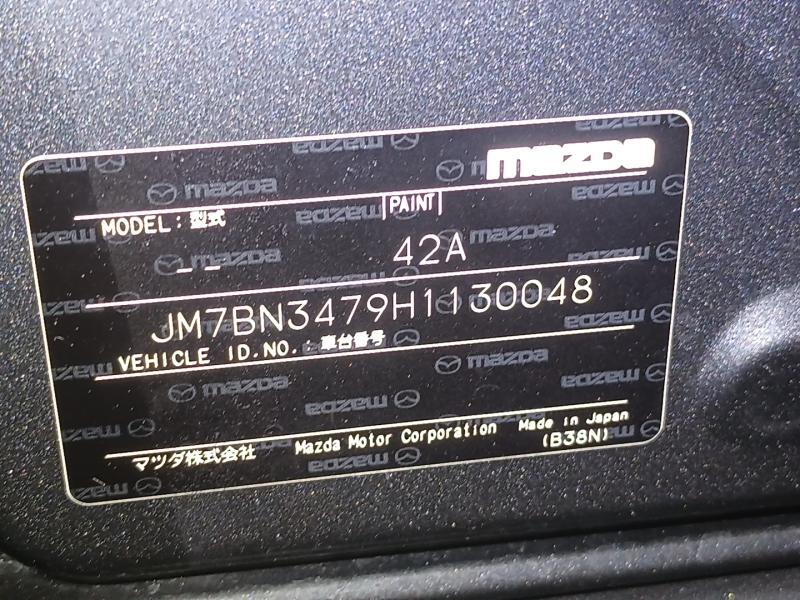 mazda
MODEL : 型式 PAINT
_ _ 42A
JM7BN3479H1130048
VEHICLE ID.NO. : 車台番号
マツダ株式会社 Mazda Motor Corporation Made in Japan
(B38N)